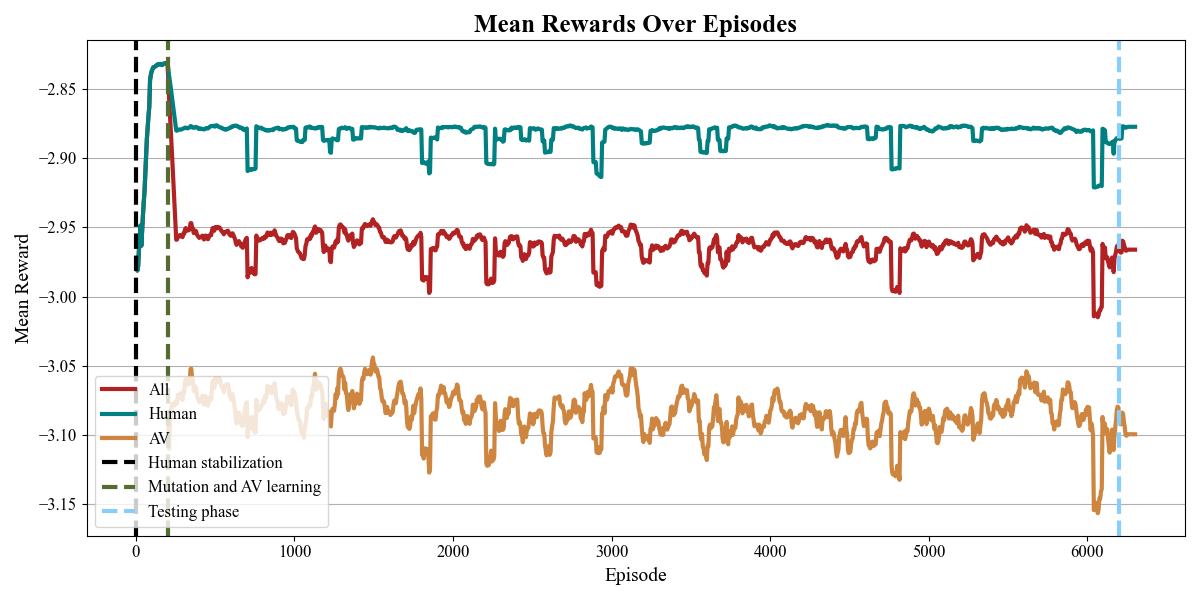 Mean Rewards Over Episodes
Mean Reward
−2.85
−2.90
−2.95
−3.00
−3.05
−3.10
−3.15
All
Human
AV
Human stabilization
Mutation and AV learning
Testing phase
0
1000
2000
3000
4000
5000
6000
Episode